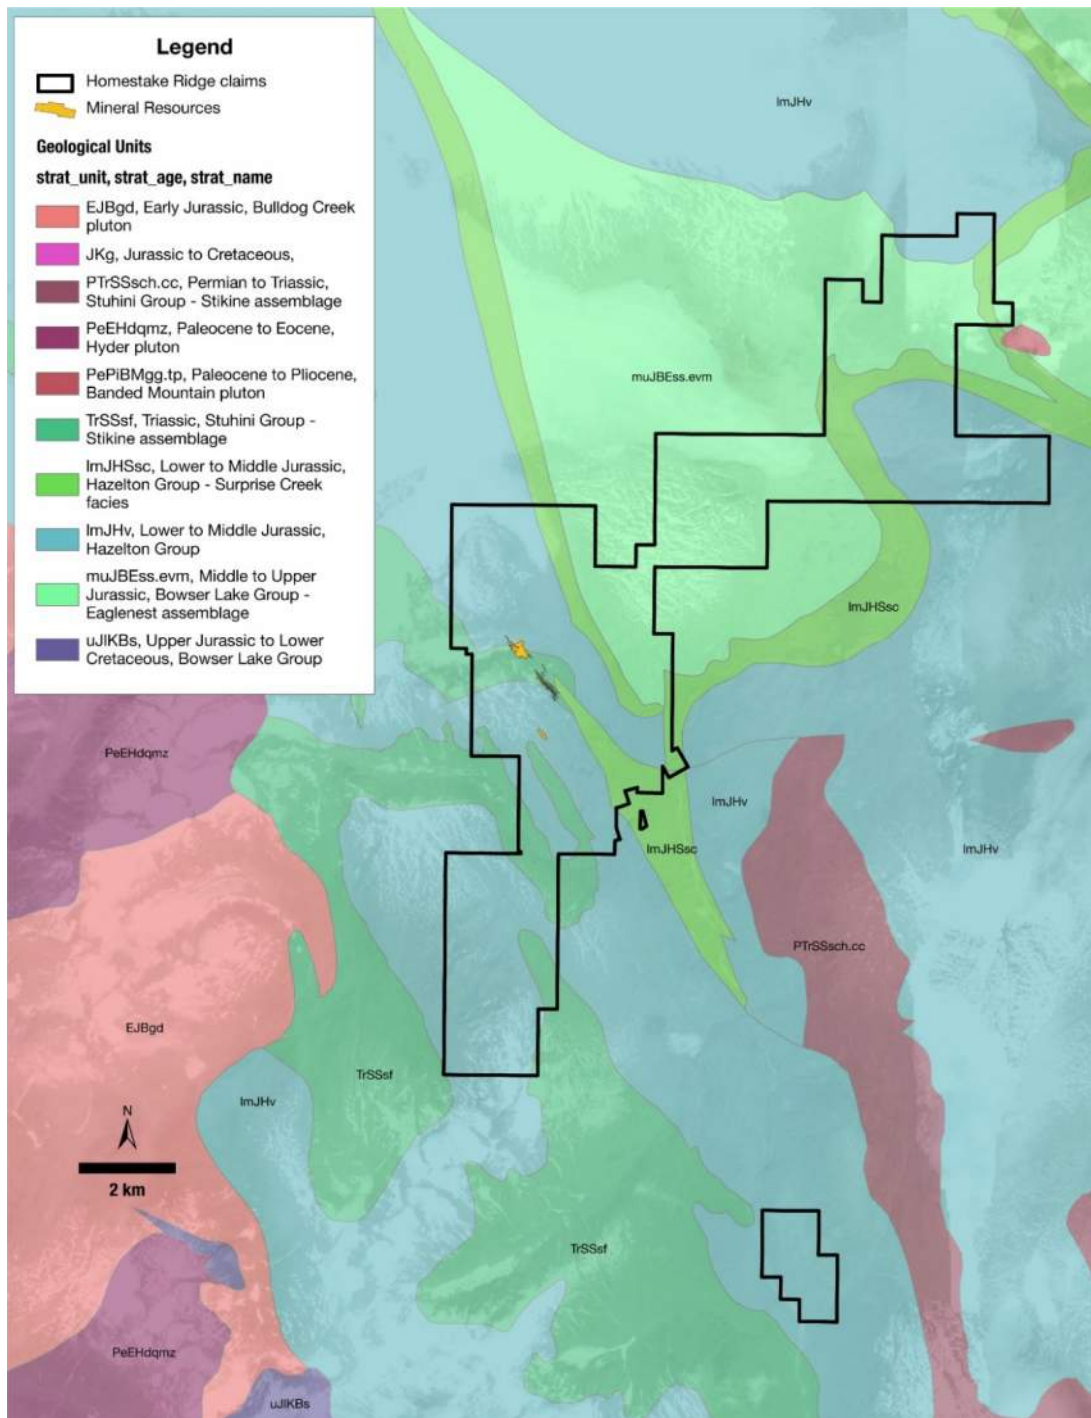 Legend
Homestake Ridge claims
Mineral Resources
Geological Units
strat_unit, strat_age, strat_name
EJBgd, Early Jurassic, Bulldog Creek
pluton
JKg, Jurassic to Cretaceous,
PTrSSsch.cc, Permian to Triassic,
Stuhini Group - Stikine assemblage
PeEHdqmz, Paleocene to Eocene,
Hyder pluton
PePiBMgg.tp, Paleocene to Pliocene,
Banded Mountain pluton
TrSSsf, Triassic, Stuhini Group -
Stikine assemblage
lmJHSsc, Lower to Middle Jurassic,
Hazelton Group - Surprise Creek
facies
lmJHv, Lower to Middle Jurassic,
Hazelton Group
muJBEss.evm, Middle to Upper
Jurassic, Bowser Lake Group -
Eaglenest assemblage
uJlKBs, Upper Jurassic to Lower
Cretaceous, Bowser Lake Group
lmJHv
muJBEss.evm
lmJHSsc
PeEHdqmz
lmJHv
lmJHSsc
lmJHv
PTrSSsch.cc
EJBgd
TrSSsf
lmJHv
N
2 km
TrSSsf
PeEHdqmz
uJlKBs